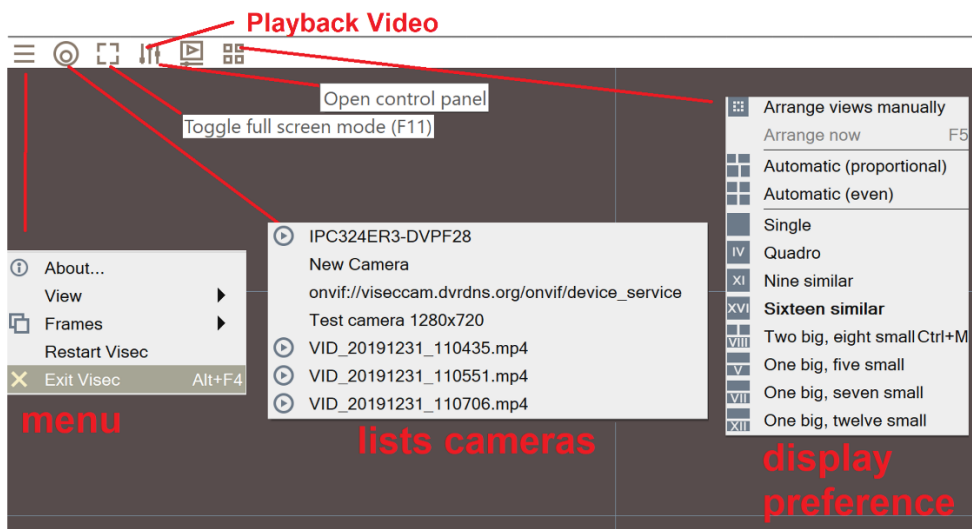 Playback Video
Open control panel
Toggle full screen mode (F11)
Arrange views manually
Arrange now F5
Automatic (proportional)
Automatic (even)
Single
IV Quadro
XI Nine similar
XVI Sixteen similar
VIII Two big, eight small Ctrl+M
V One big, five small
VII One big, seven small
XII One big, twelve small
display
preference
IPC324ER3-DVPF28
New Camera
onvif://viseccam.dvrdns.org/onvif/device_service
Test camera 1280x720
VID_20191231_110435.mp4
VID_20191231_110551.mp4
VID_20191231_110706.mp4
lists cameras
About...
View
Frames
Restart Visec
Exit Visec Alt+F4
menu